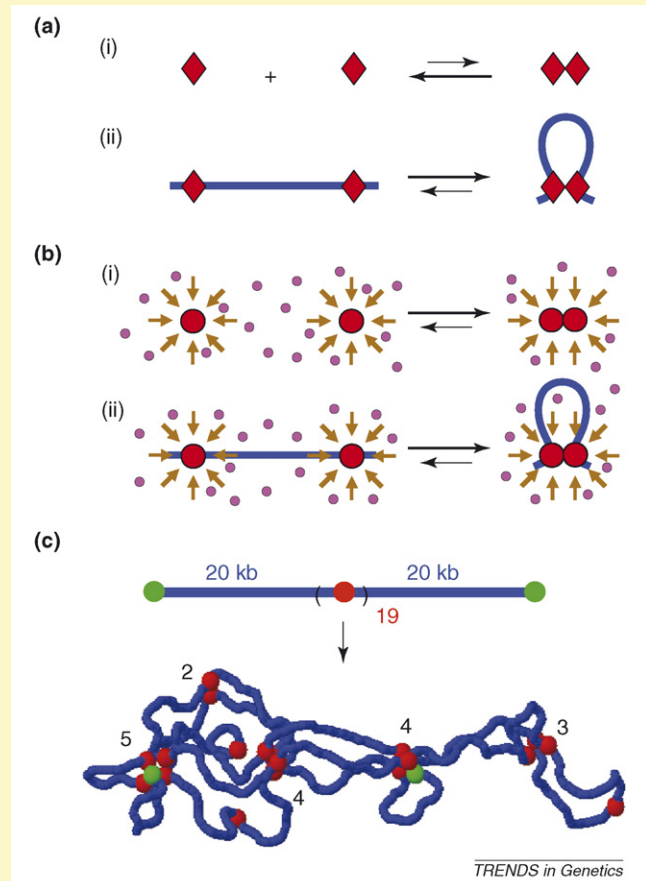 (a)
(i)
+
(ii)
(b)
(i)
(ii)
(c)
20 kb 20 kb
( )
19
2
5
4
3
4
TRENDS in Genetics